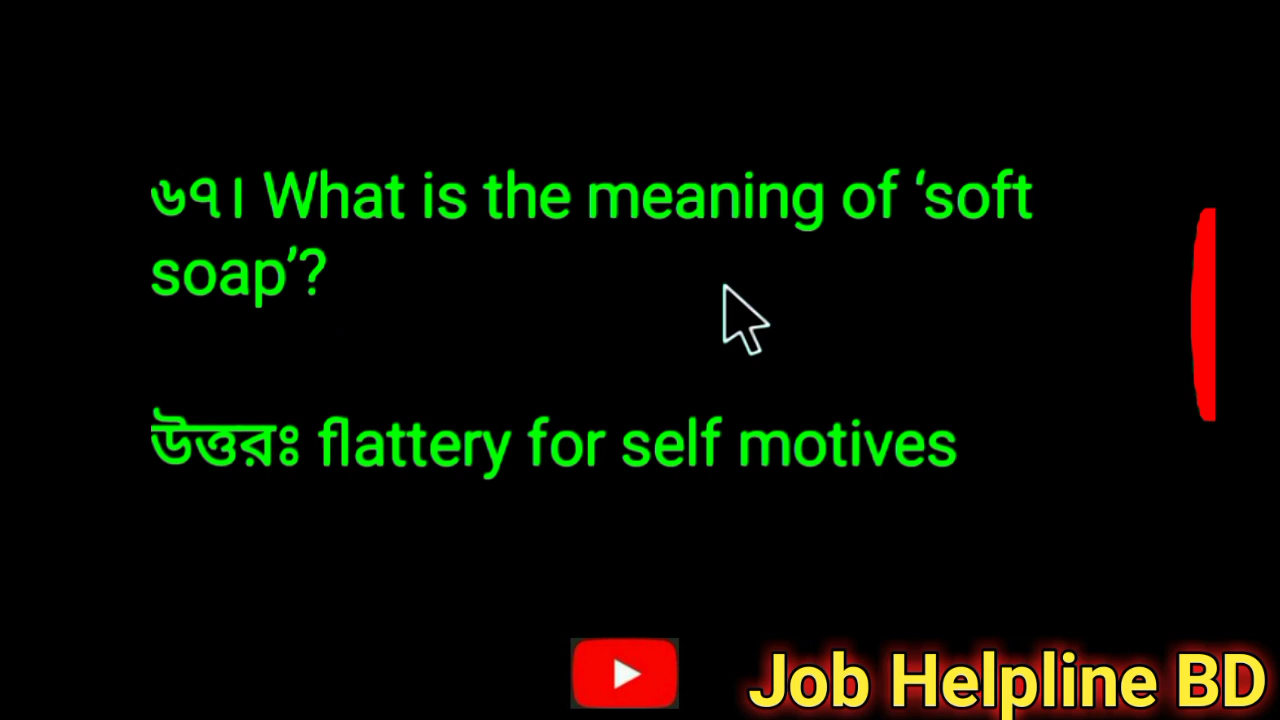 ৬৭। What is the meaning of ‘soft
soap’?
উত্তরঃ flattery for self motives
Job Helpline BD